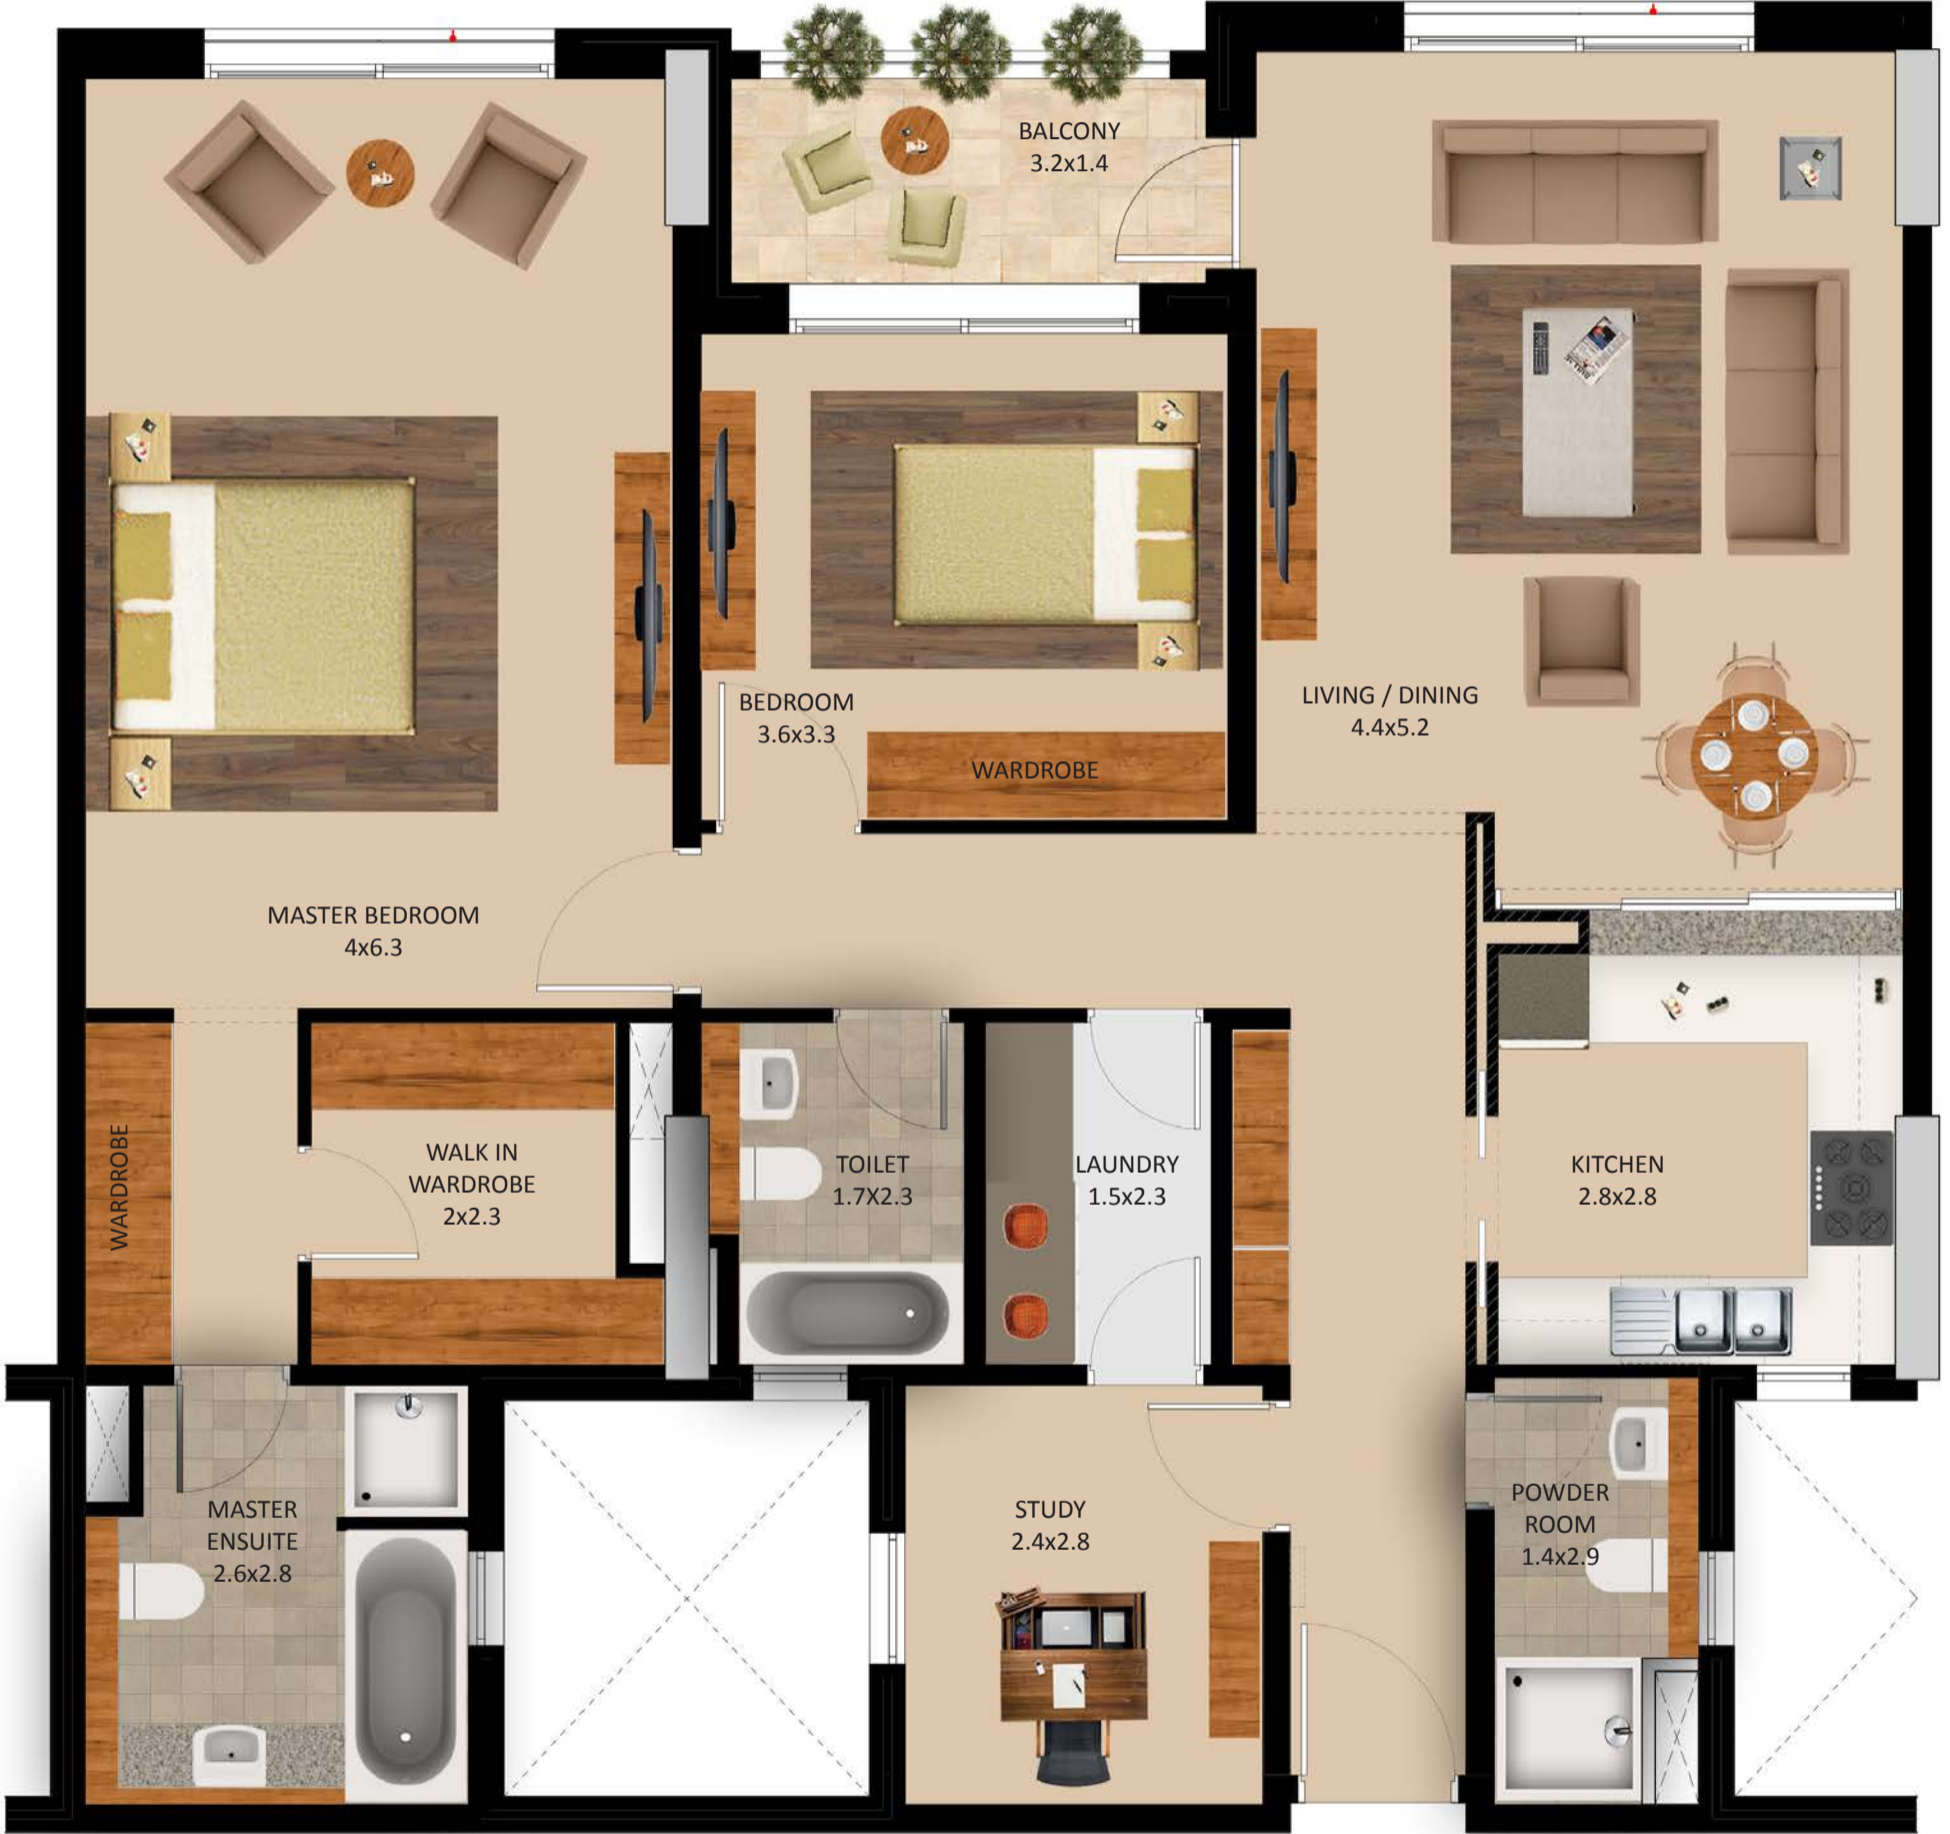 BALCONY
3.2x1.4
BEDROOM
3.6x3.3
WARDROBE
LIVING / DINING
4.4x5.2
MASTER BEDROOM
4x6.3
WARDROBE
WALK IN
WARDROBE
2x2.3
TOILET
1.7X2.3
LAUNDRY
1.5x2.3
KITCHEN
2.8x2.8
MASTER
ENSUITE
2.6x2.8
STUDY
2.4x2.8
POWDER
ROOM
1.4x2.9